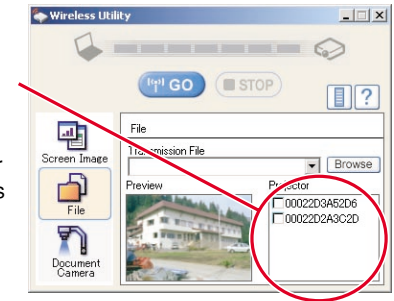 Wireless Utility
GO
STOP
?
File
Screen Image
Transmission File
Browse
Preview
Projector
00022D3A52D6
00022D2A3C2D
r
s
File
Document
Camera